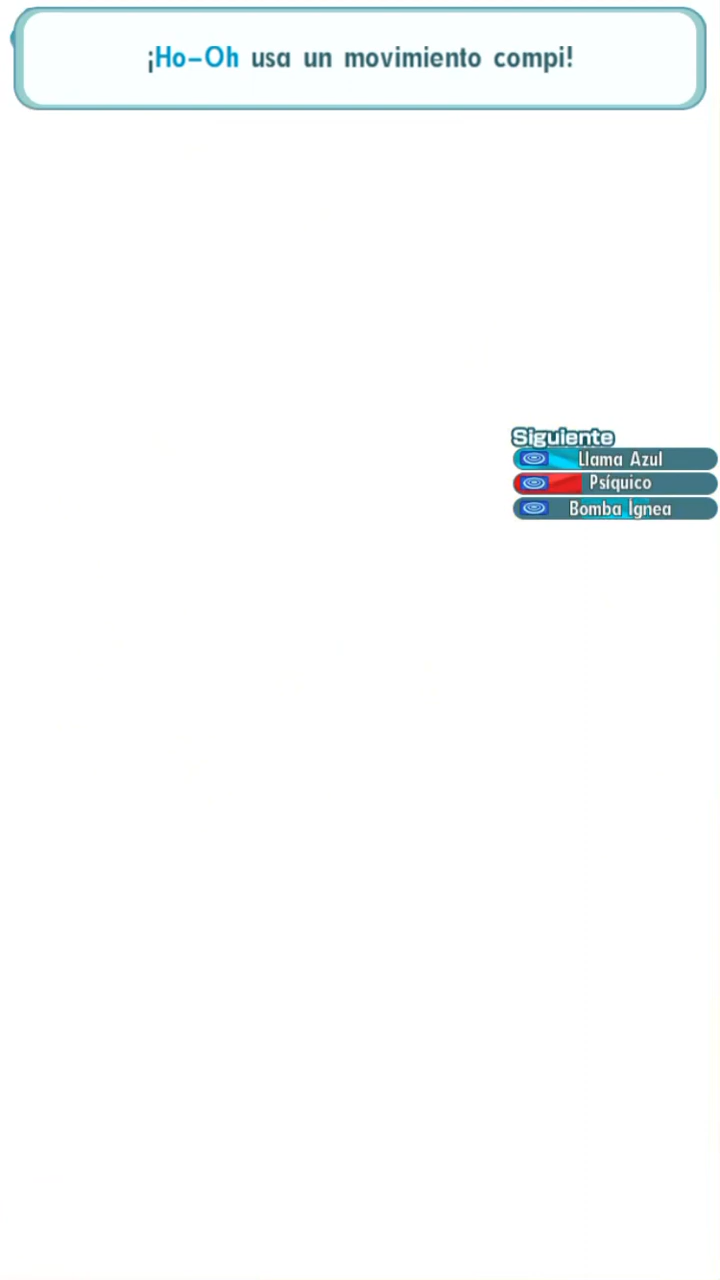 ¡Ho-Oh usa un movimiento compi!
Siguiente
Llama Azul
Psíquico
Bomba Ígnea